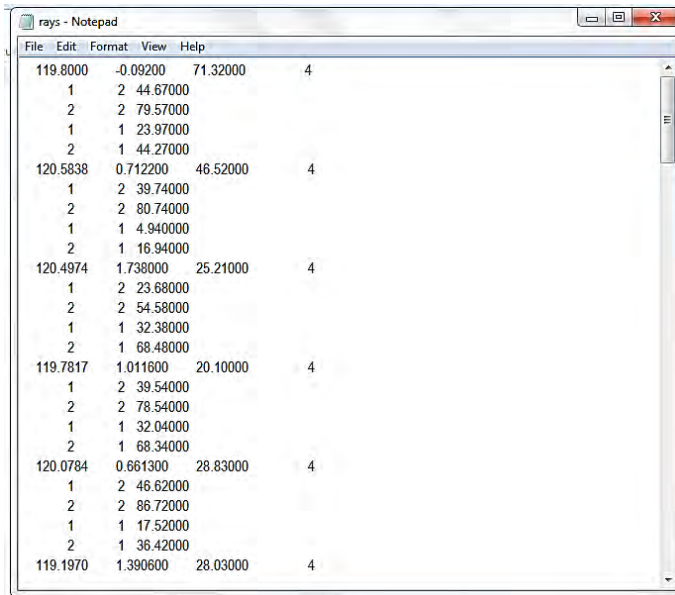 rays - Notepad
File Edit Format View Help
119.8000 -0.09200 71.32000 4
1 2 44.67000
2 2 79.57000
1 1 23.97000
2 1 44.27000
120.5838 0.712200 46.52000 4
1 2 39.74000
2 2 80.74000
1 1 4.940000
2 1 16.94000
120.4974 1.738000 25.21000 4
1 2 23.68000
2 2 54.58000
1 1 32.38000
2 1 68.48000
119.7817 1.011600 20.10000 4
1 2 39.54000
2 2 78.54000
1 1 32.04000
2 1 68.34000
120.0784 0.661300 28.83000 4
1 2 46.62000
2 2 86.72000
1 1 17.52000
2 1 36.42000
119.1970 1.390600 28.03000 4